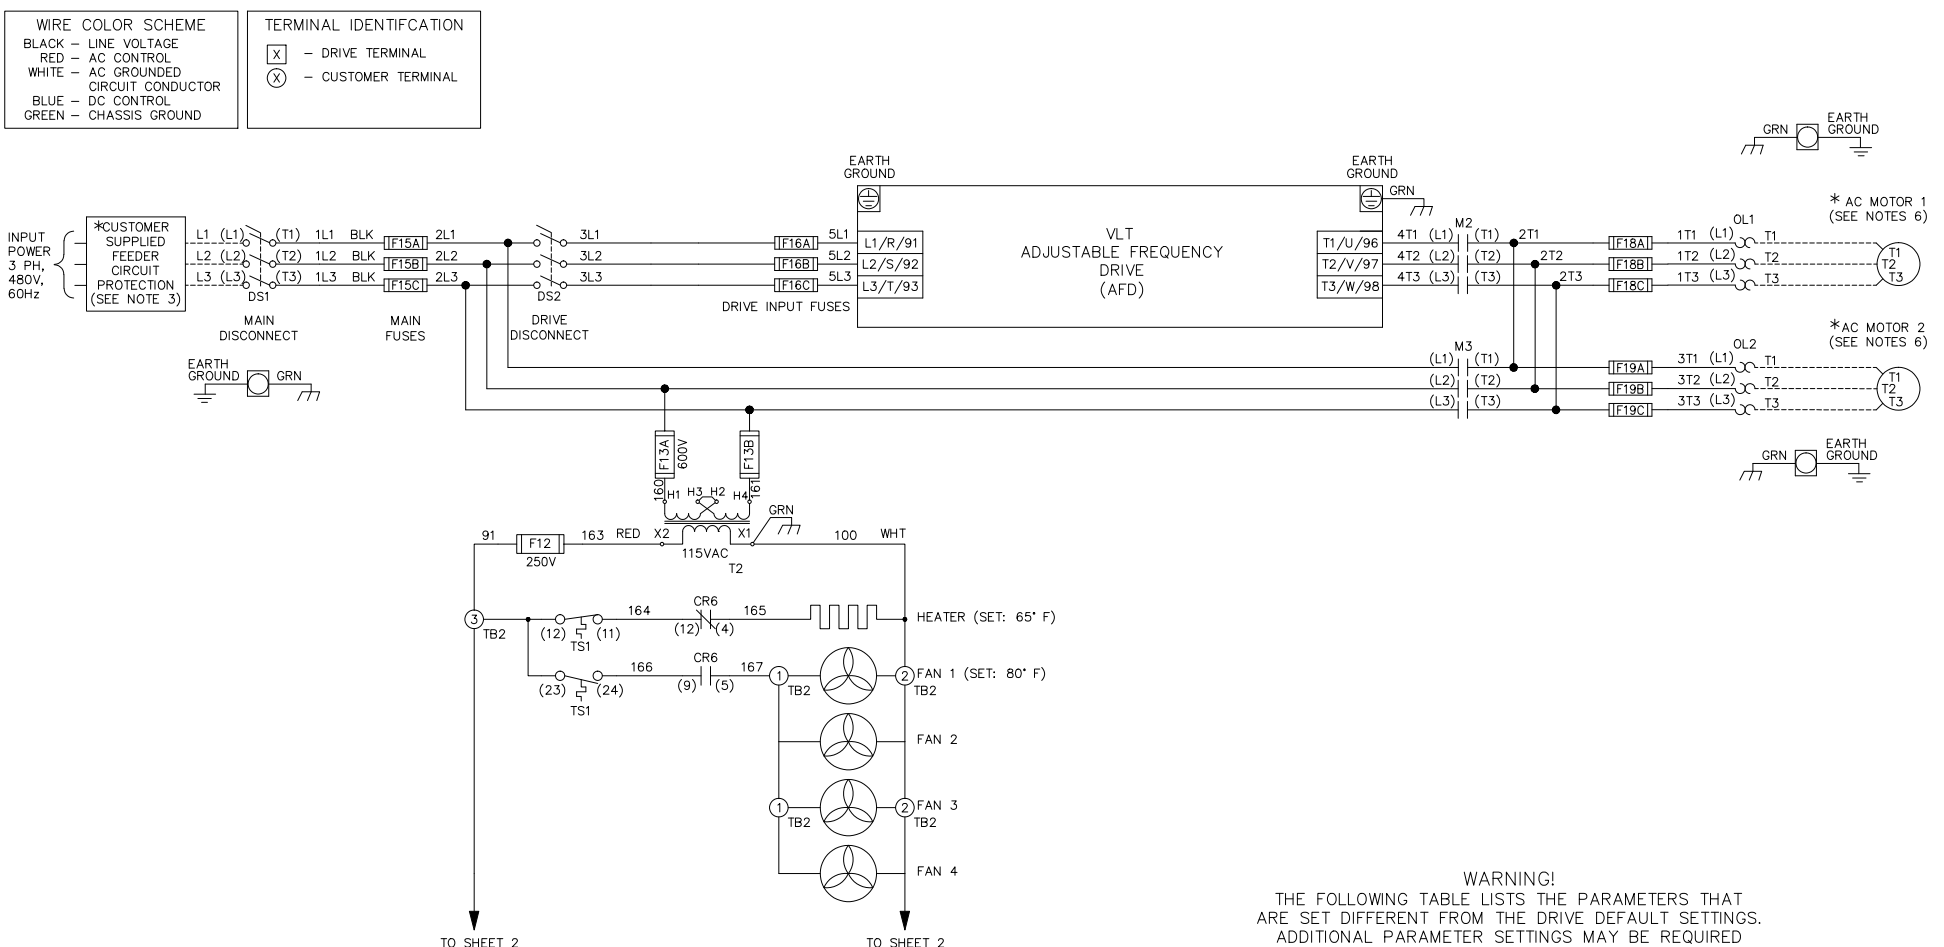 WIRE COLOR SCHEME
BLACK – LINE VOLTAGE
RED – AC CONTROL
WHITE – AC GROUNDED
CIRCUIT CONDUCTOR
BLUE – DC CONTROL
GREEN – CHASSIS GROUND
TERMINAL IDENTIFCATION
X – DRIVE TERMINAL
X – CUSTOMER TERMINAL
GRN
EARTH
GROUND
INPUT
POWER
3 PH,
480V,
60Hz
*CUSTOMER
SUPPLIED
FEEDER
CIRCUIT
PROTECTION
(SEE NOTE 3)
L1 (L1) (T1) 1L1 BLK F15A 2L1 3L1 F16A 5L1 L1/R/91
L2 (L2) (T2) 1L2 BLK F15B 2L2 3L2 F16B 5L2 L2/S/92
L3 (L3) (T3) 1L3 BLK F15C 2L3 3L3 F16C 5L3 L3/T/93
DS1
MAIN
DISCONNECT
MAIN
FUSES
DS2
DRIVE
DISCONNECT
DRIVE INPUT FUSES
EARTH
GROUND
VLT
ADJUSTABLE FREQUENCY
DRIVE
(AFD)
EARTH
GROUND
GRN
M2
T1/U/96 4T1 (L1) (T1) 2T1 F18A 1T1 (L1) T1
T2/V/97 4T2 (L2) (T2) 2T2 F18B 1T2 (L2) T2
T3/W/98 4T3 (L3) (T3) 2T3 F18C 1T3 (L3) T3
OL1
* AC MOTOR 1
(SEE NOTES 6)
T1
T2
T3
EARTH
GROUND GRN
M3
(L1) (T1) F19A 3T1 (L1) T1
(L2) (T2) F19B 3T2 (L2) T2
(L3) (T3) F19C 3T3 (L3) T3
OL2
*AC MOTOR 2
(SEE NOTES 6)
T1
T2
T3
GRN
EARTH
GROUND
F13A
600V
F13B
160
H1 H3 H2 H4
161
GRN
91 F12 163 RED X2 X1 100 WHT
250V
115VAC
T2
3
TB2
(12) (11)
TS1
164
CR6
(12) (4)
165
HEATER (SET: 65° F)
(23) (24)
TS1
166
CR6
(9) (5)
167
1
TB2
2
TB2
FAN 1 (SET: 80° F)
FAN 2
1
TB2
2
TB2
FAN 3
FAN 4
TO SHEET 2
TO SHEET 2
WARNING!
THE FOLLOWING TABLE LISTS THE PARAMETERS THAT
ARE SET DIFFERENT FROM THE DRIVE DEFAULT SETTINGS.
ADDITIONAL PARAMETER SETTINGS MAY BE REQUIRED